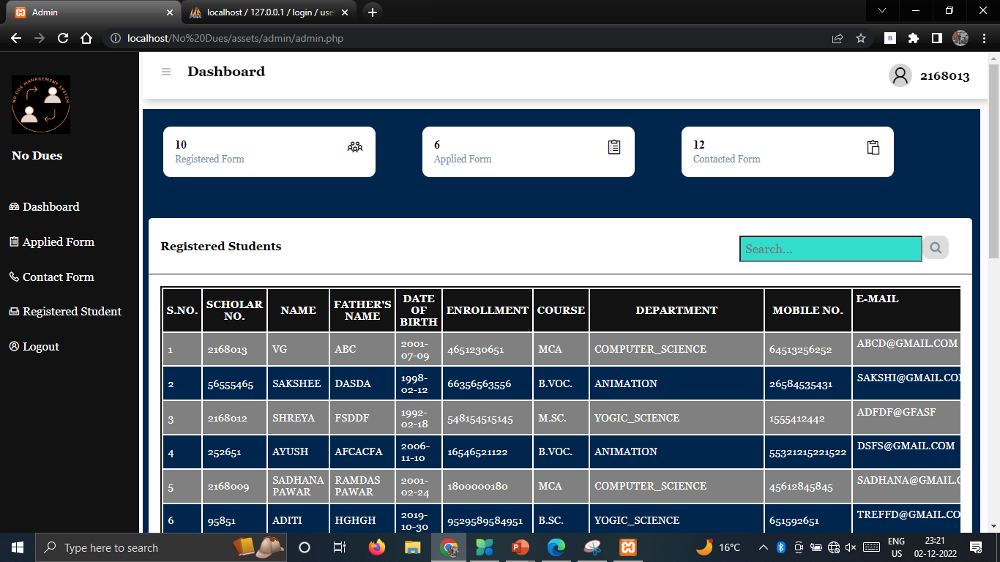 Admin
localhost / 127.0.0.1 / login / use
localhost/No%20Dues/assets/admin/admin.php
B
NO DUE MANAGEMENT SYSTEM
No Dues
Dashboard
Applied Form
Contact Form
Registered Student
Logout
Dashboard
2168013
10
Registered Form
6
Applied Form
12
Contacted Form
Registered Students
Search...
S.NO. SCHOLAR NO. NAME FATHER'S NAME DATE OF BIRTH ENROLLMENT COURSE DEPARTMENT MOBILE NO. E-MAIL
1 2168013 VG ABC 2001-07-09 4651230651 MCA COMPUTER_SCIENCE 64513256252 ABCD@GMAIL.COM
2 56555465 SAKSHEE DASDA 1998-02-12 66356563556 B.VOC. ANIMATION 26584535431 SAKSHI@GMAIL.CO
3 2168012 SHREYA FSDDF 1992-02-18 548154515145 M.SC. YOGIC_SCIENCE 1555412442 ADFDF@GFASF
4 252651 AYUSH AFCACFA 2006-11-10 16546521122 B.VOC. ANIMATION 55321215221522 DSFS@GMAIL.COM
5 2168009 SADHANA PAWAR RAMDAS PAWAR 2001-02-24 1800000180 MCA COMPUTER_SCIENCE 45612845845 SADHANA@GMAIL.C
6 95851 ADITI HGHGH 2019-10-30 9529589584951 B.SC. YOGIC_SCIENCE 651592651 TREFFD@GMAIL.CO
Type here to search
16°C
ENG
US
23:21
02-12-2022